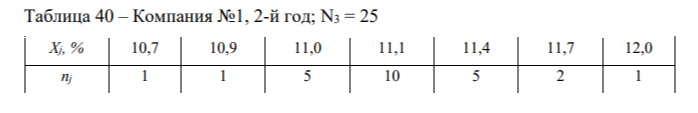 Таблица 40 – Компания №1, 2-й год; N3 = 25
Xj, % 10,7 10,9 11,0 11,1 11,4 11,7 12,0
nj 1 1 5 10 5 2 1